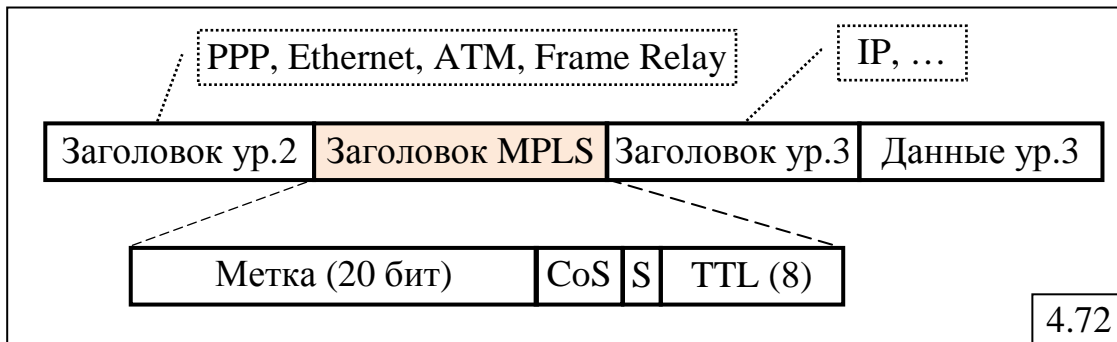 PPP, Ethernet, ATM, Frame Relay
IP, …
Заголовок ур.2 Заголовок MPLS Заголовок ур.3 Данные ур.3
Метка (20 бит) CoS S TTL (8)
4.72